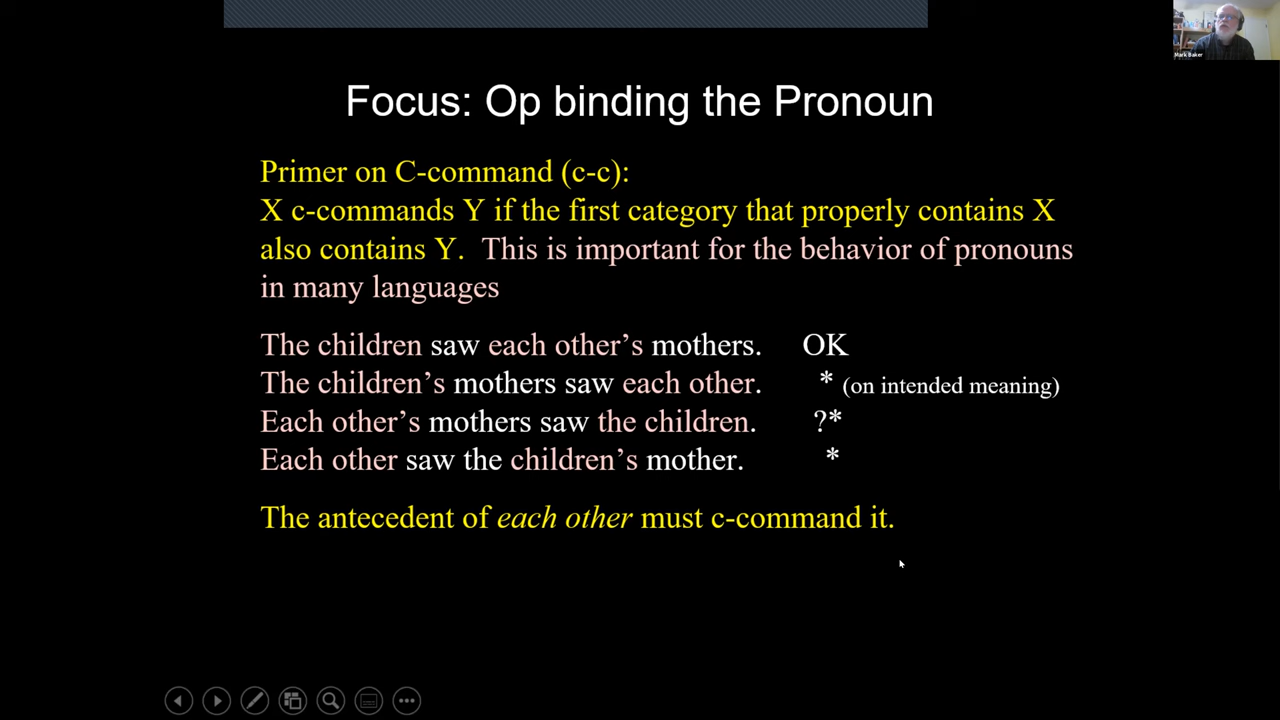 Mark Baker
Focus: Op binding the Pronoun
Primer on C-command (c-c):
X c-commands Y if the first category that properly contains X
also contains Y.  This is important for the behavior of pronouns
in many languages
The children saw each other’s mothers. OK
The children’s mothers saw each other. * (on intended meaning)
Each other’s mothers saw the children. ?*
Each other saw the children’s mother. *
The antecedent of each other must c-command it.